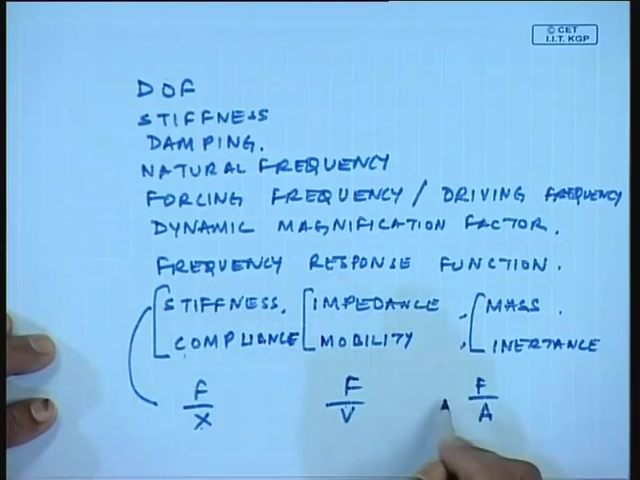 © CET
I.I.T. KGP
DOF
STIFFNESS
DAMPING.
NATURAL FREQUENCY
FORCING FREQUENCY / DRIVING FREQUENCY
DYNAMIC MAGNIFICATION FACTOR.
FREQUENCY RESPONSE FUNCTION.
STIFFNESS. IMPEDANCE MASS.
COMPLIANCE MOBILITY INERTANCE
F F F
X V A